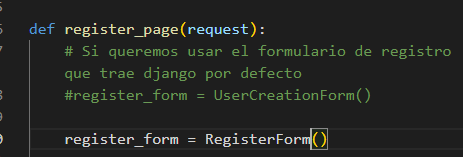 def register_page(request):
# Si queremos usar el formulario de registro
que trae django por defecto
#register_form = UserCreationForm()
register_form = RegisterForm()